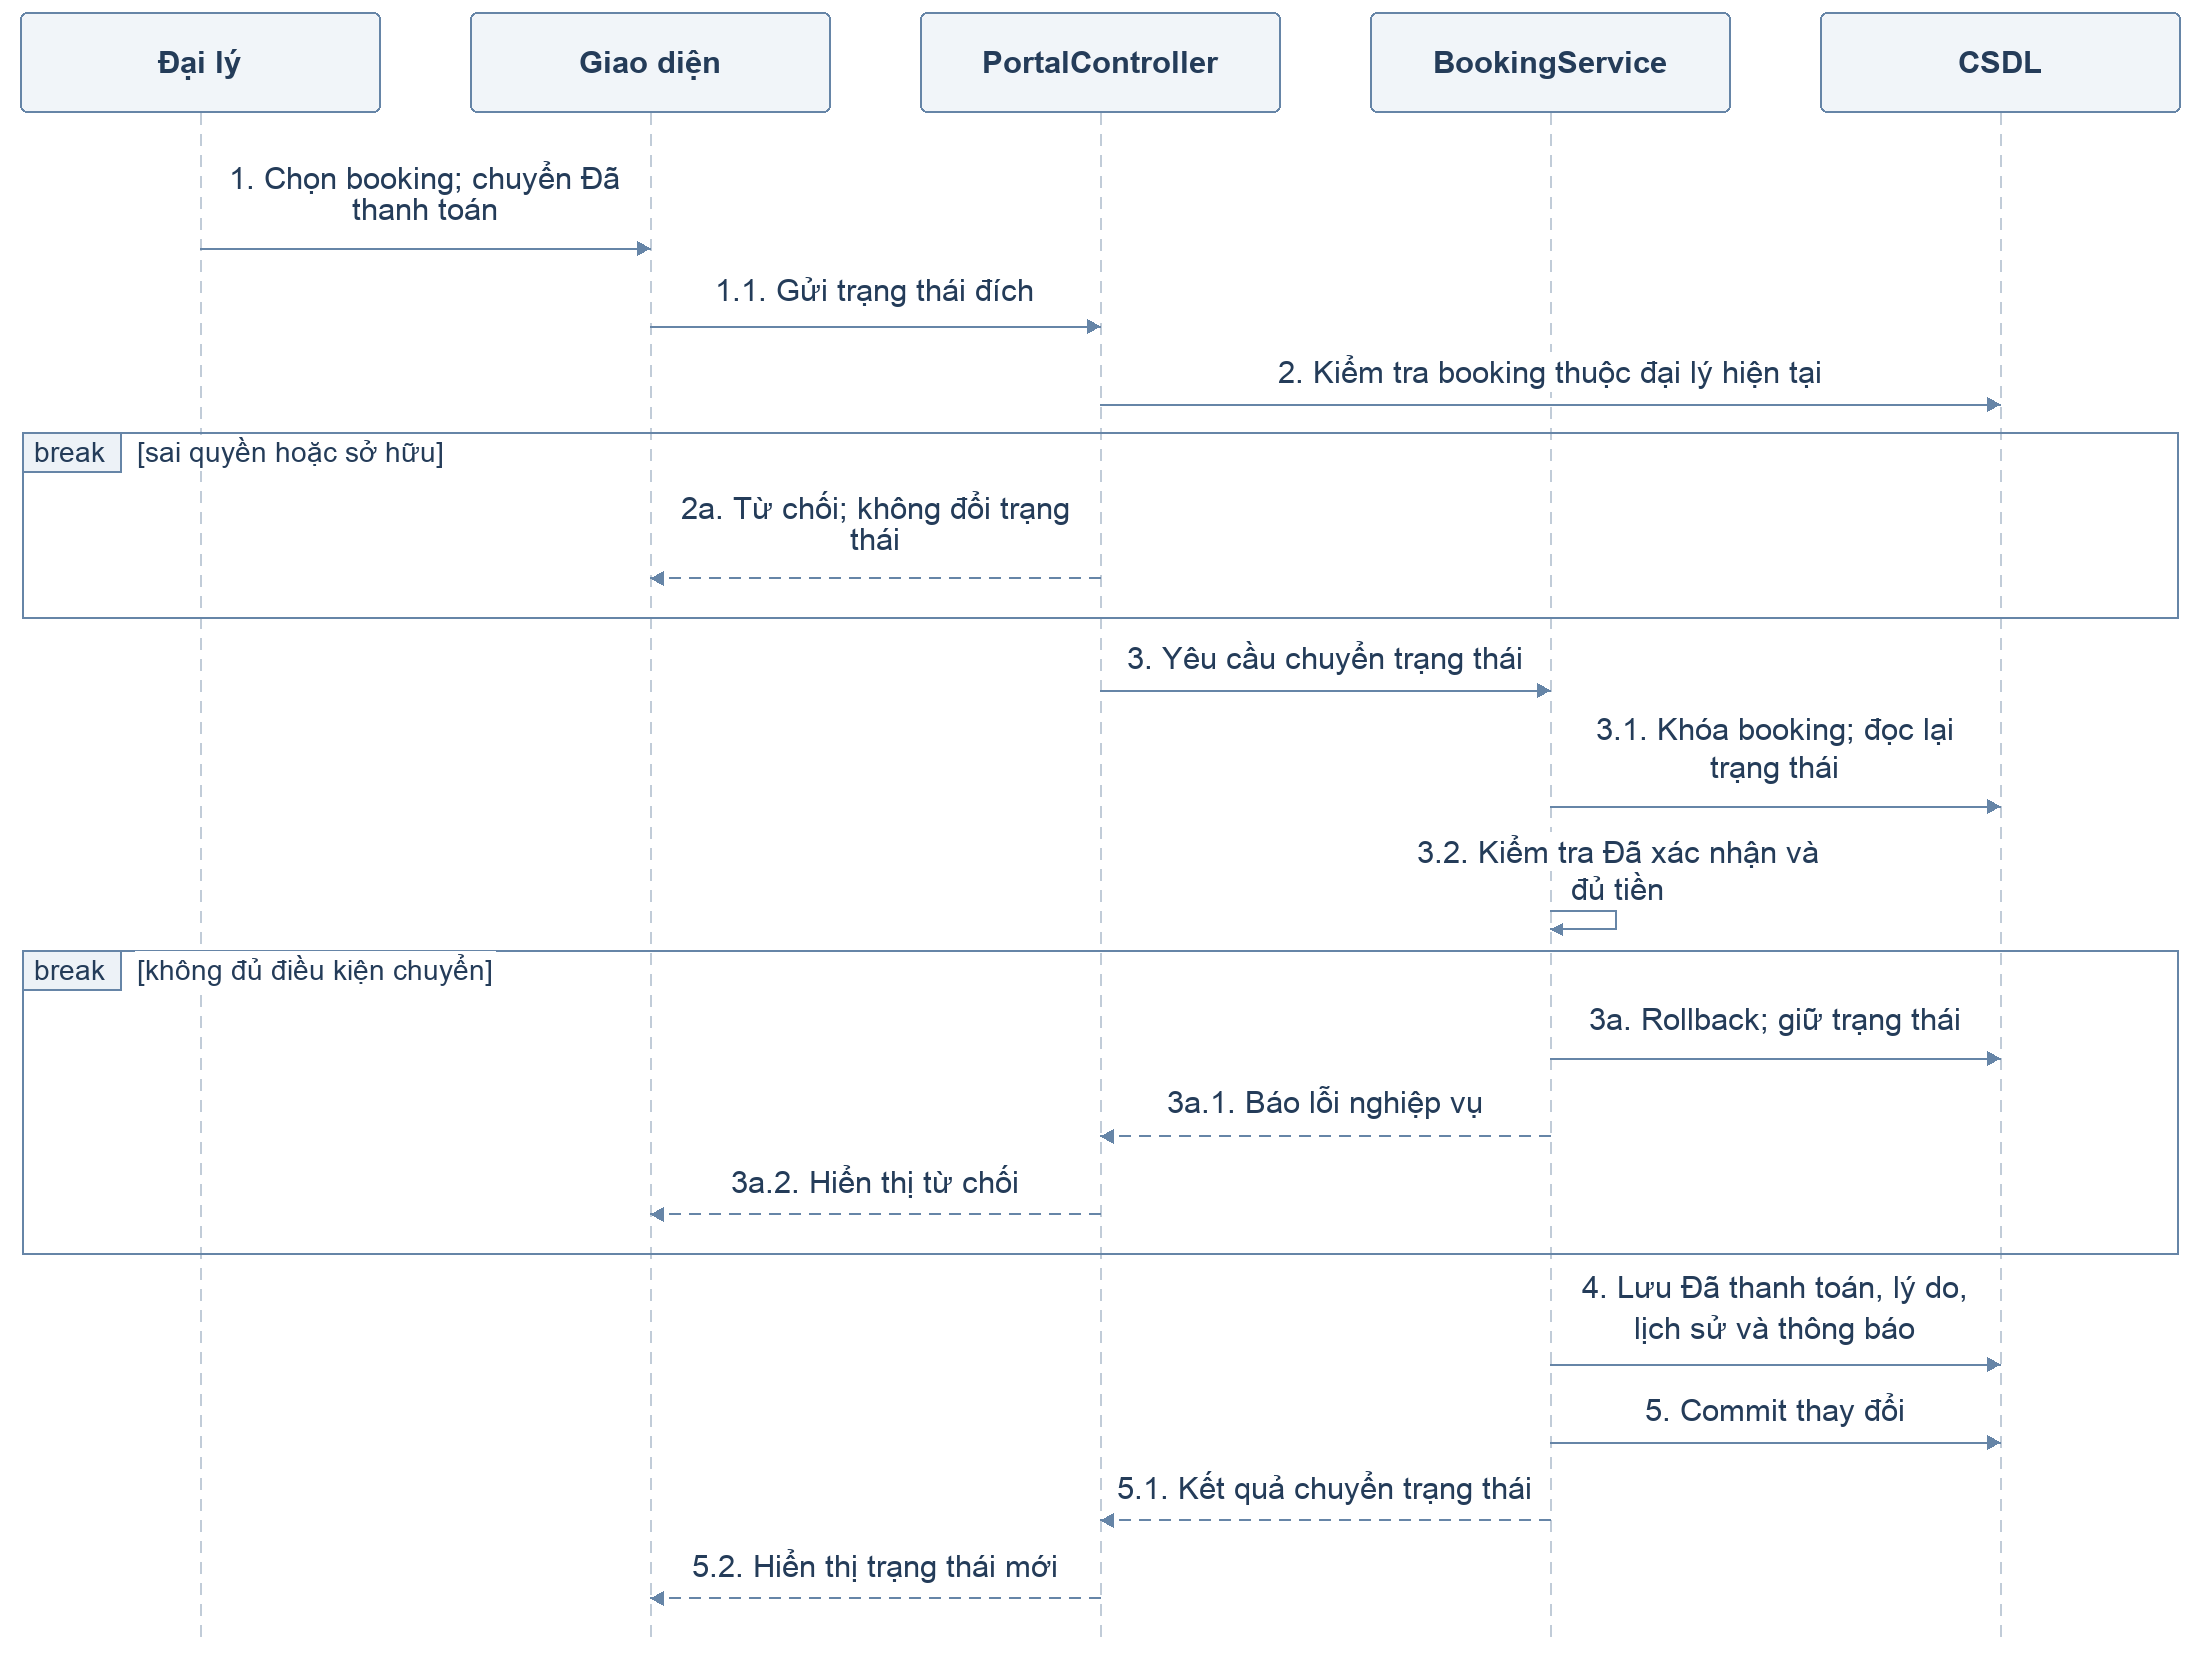 Đại lý
Giao diện
PortalController
BookingService
CSDL
1. Chọn booking; chuyển Đã
thanh toán
1.1. Gửi trạng thái đích
2. Kiểm tra booking thuộc đại lý hiện tại
break [sai quyền hoặc sở hữu]
2a. Từ chối; không đổi trạng
thái
3. Yêu cầu chuyển trạng thái
3.1. Khóa booking; đọc lại
trạng thái
3.2. Kiểm tra Đã xác nhận và
đủ tiền
break [không đủ điều kiện chuyển]
3a. Rollback; giữ trạng thái
3a.1. Báo lỗi nghiệp vụ
3a.2. Hiển thị từ chối
4. Lưu Đã thanh toán, lý do,
lịch sử và thông báo
5. Commit thay đổi
5.1. Kết quả chuyển trạng thái
5.2. Hiển thị trạng thái mới